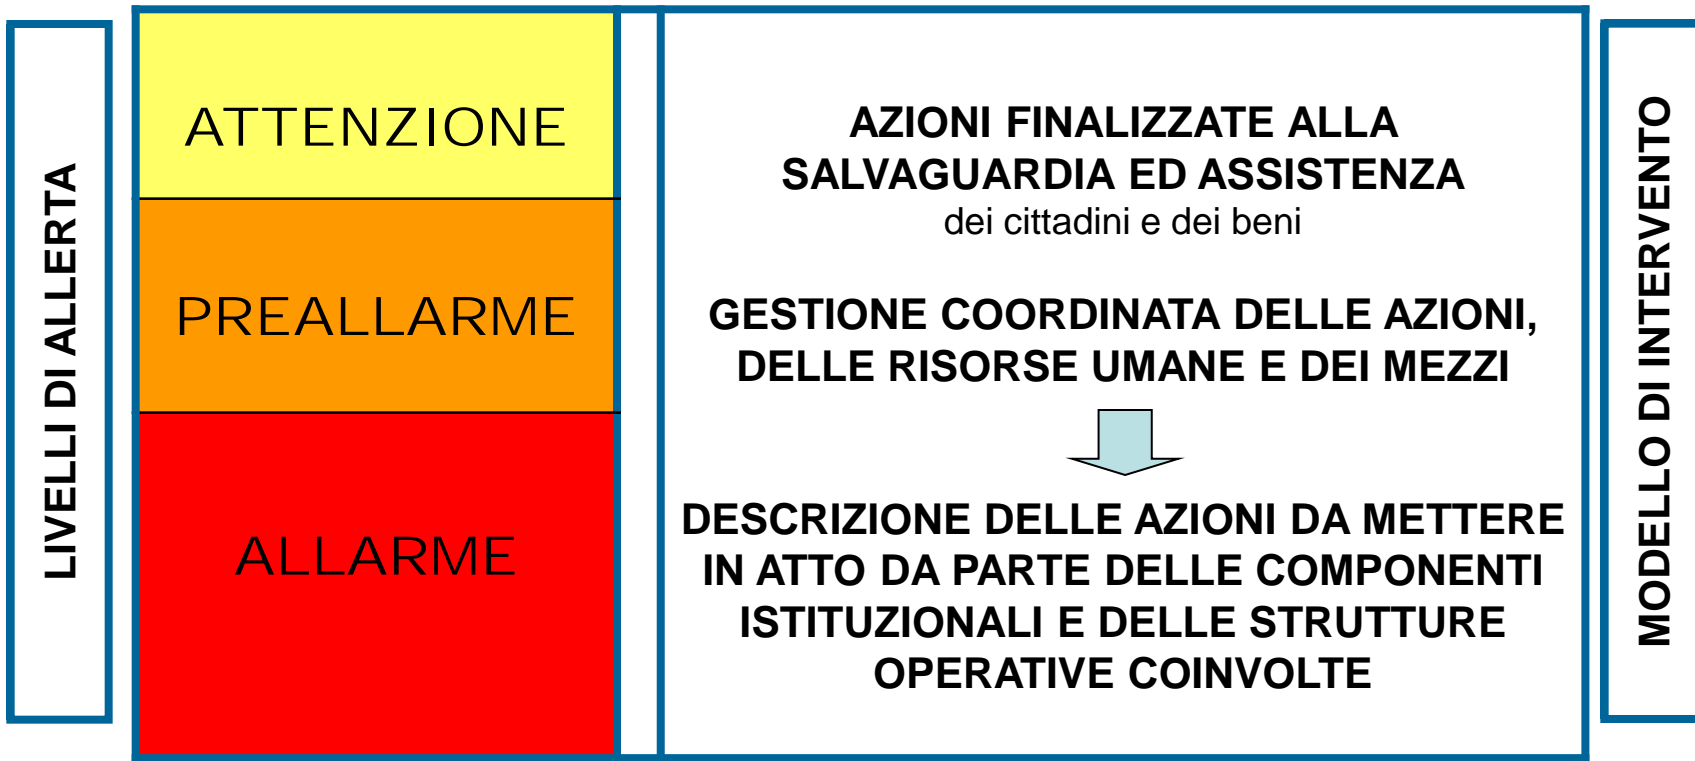 LIVELLI DI ALLERTA
ATTENZIONE
PREALLARME
ALLARME
AZIONI FINALIZZATE ALLA
SALVAGUARDIA ED ASSISTENZA
dei cittadini e dei beni
GESTIONE COORDINATA DELLE AZIONI,
DELLE RISORSE UMANE E DEI MEZZI
DESCRIZIONE DELLE AZIONI DA METTERE
IN ATTO DA PARTE DELLE COMPONENTI
ISTITUZIONALI E DELLE STRUTTURE
OPERATIVE COINVOLTE
MODELLO DI INTERVENTO